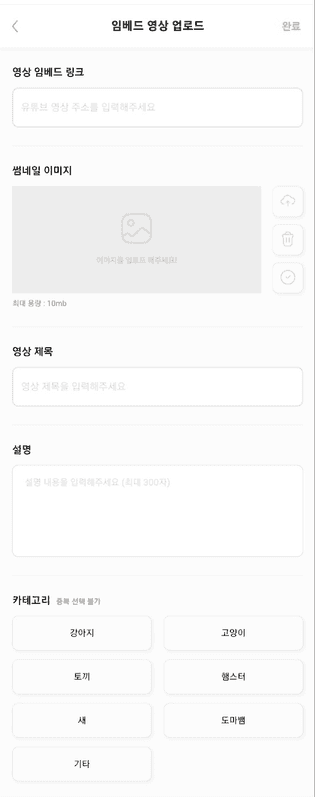 임베드 영상 업로드
완료
영상 임베드 링크
유튜브 영상 주소를 입력해주세요
썸네일 이미지
이미지를 업로드 해주세요!
최대 용량 : 10mb
영상 제목
영상 제목을 입력해주세요
설명
설명 내용을 입력해주세요 (최대 300자)
카테고리 중복 선택 불가
강아지
고양이
토끼
햄스터
새
도마뱀
기타